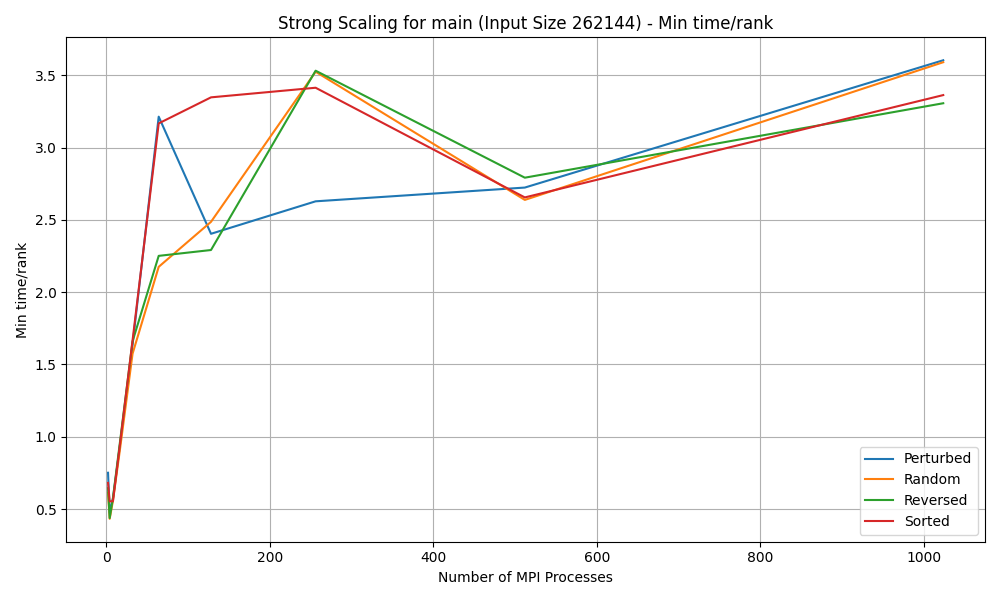 Strong Scaling for main (Input Size 262144) - Min time/rank
Min time/rank
3.5
3.0
2.5
2.0
1.5
1.0
0.5
0
200
400
600
800
1000
Number of MPI Processes
Perturbed
Random
Reversed
Sorted